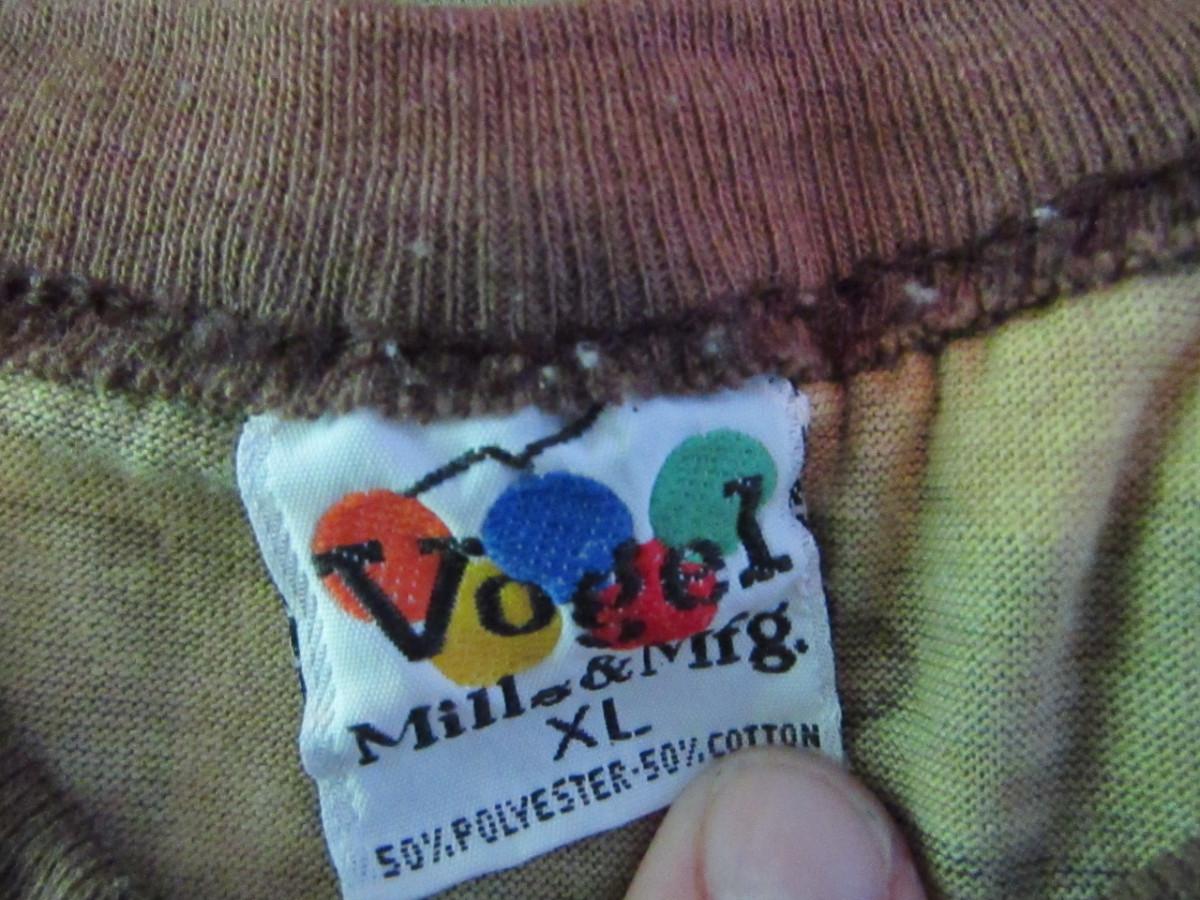 Vogel
Mills & Mfg.
XL
50% POLYESTER-50% COTTON